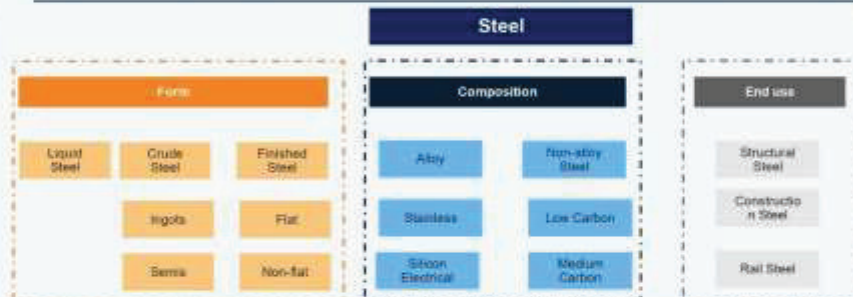 Steel
Form
Composition
End use
Liquid
Steel
Crude
Steel
Finished
Steel
Alloy
Non-alloy
Steel
Structural
Steel
Ingots
Flat
Stainless
Low Carbon
Constructio
n Steel
Semis
Non-flat
Silicon
Electrical
Medium
Carbon
Rail Steel